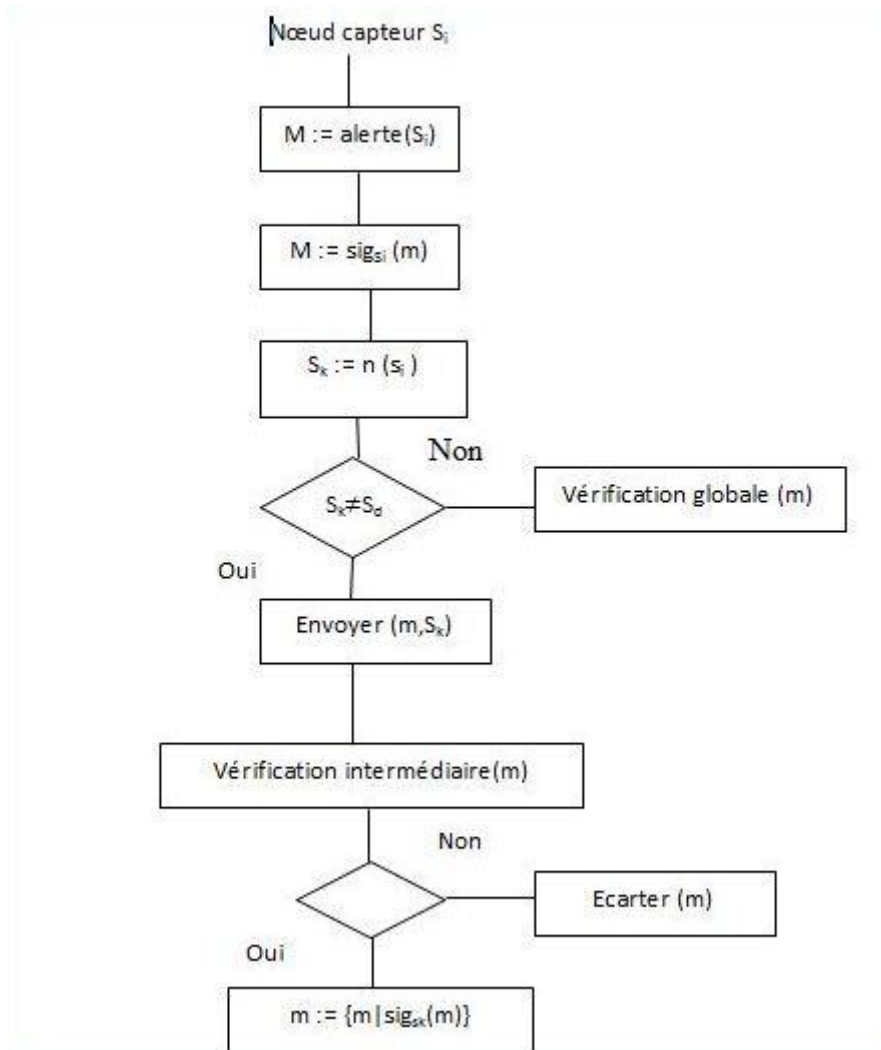 Nœud capteur Sᵢ
M := alerte(Sᵢ)
M := sigₛᵢ (m)
Sₖ := n (sᵢ )
Non
Sₖ≠S_d
Vérification globale (m)
Oui
Envoyer (m,Sₖ)
Vérification intermédiaire(m)
Non
Ecarter (m)
Oui
m := {m|sigₛₖ(m)}